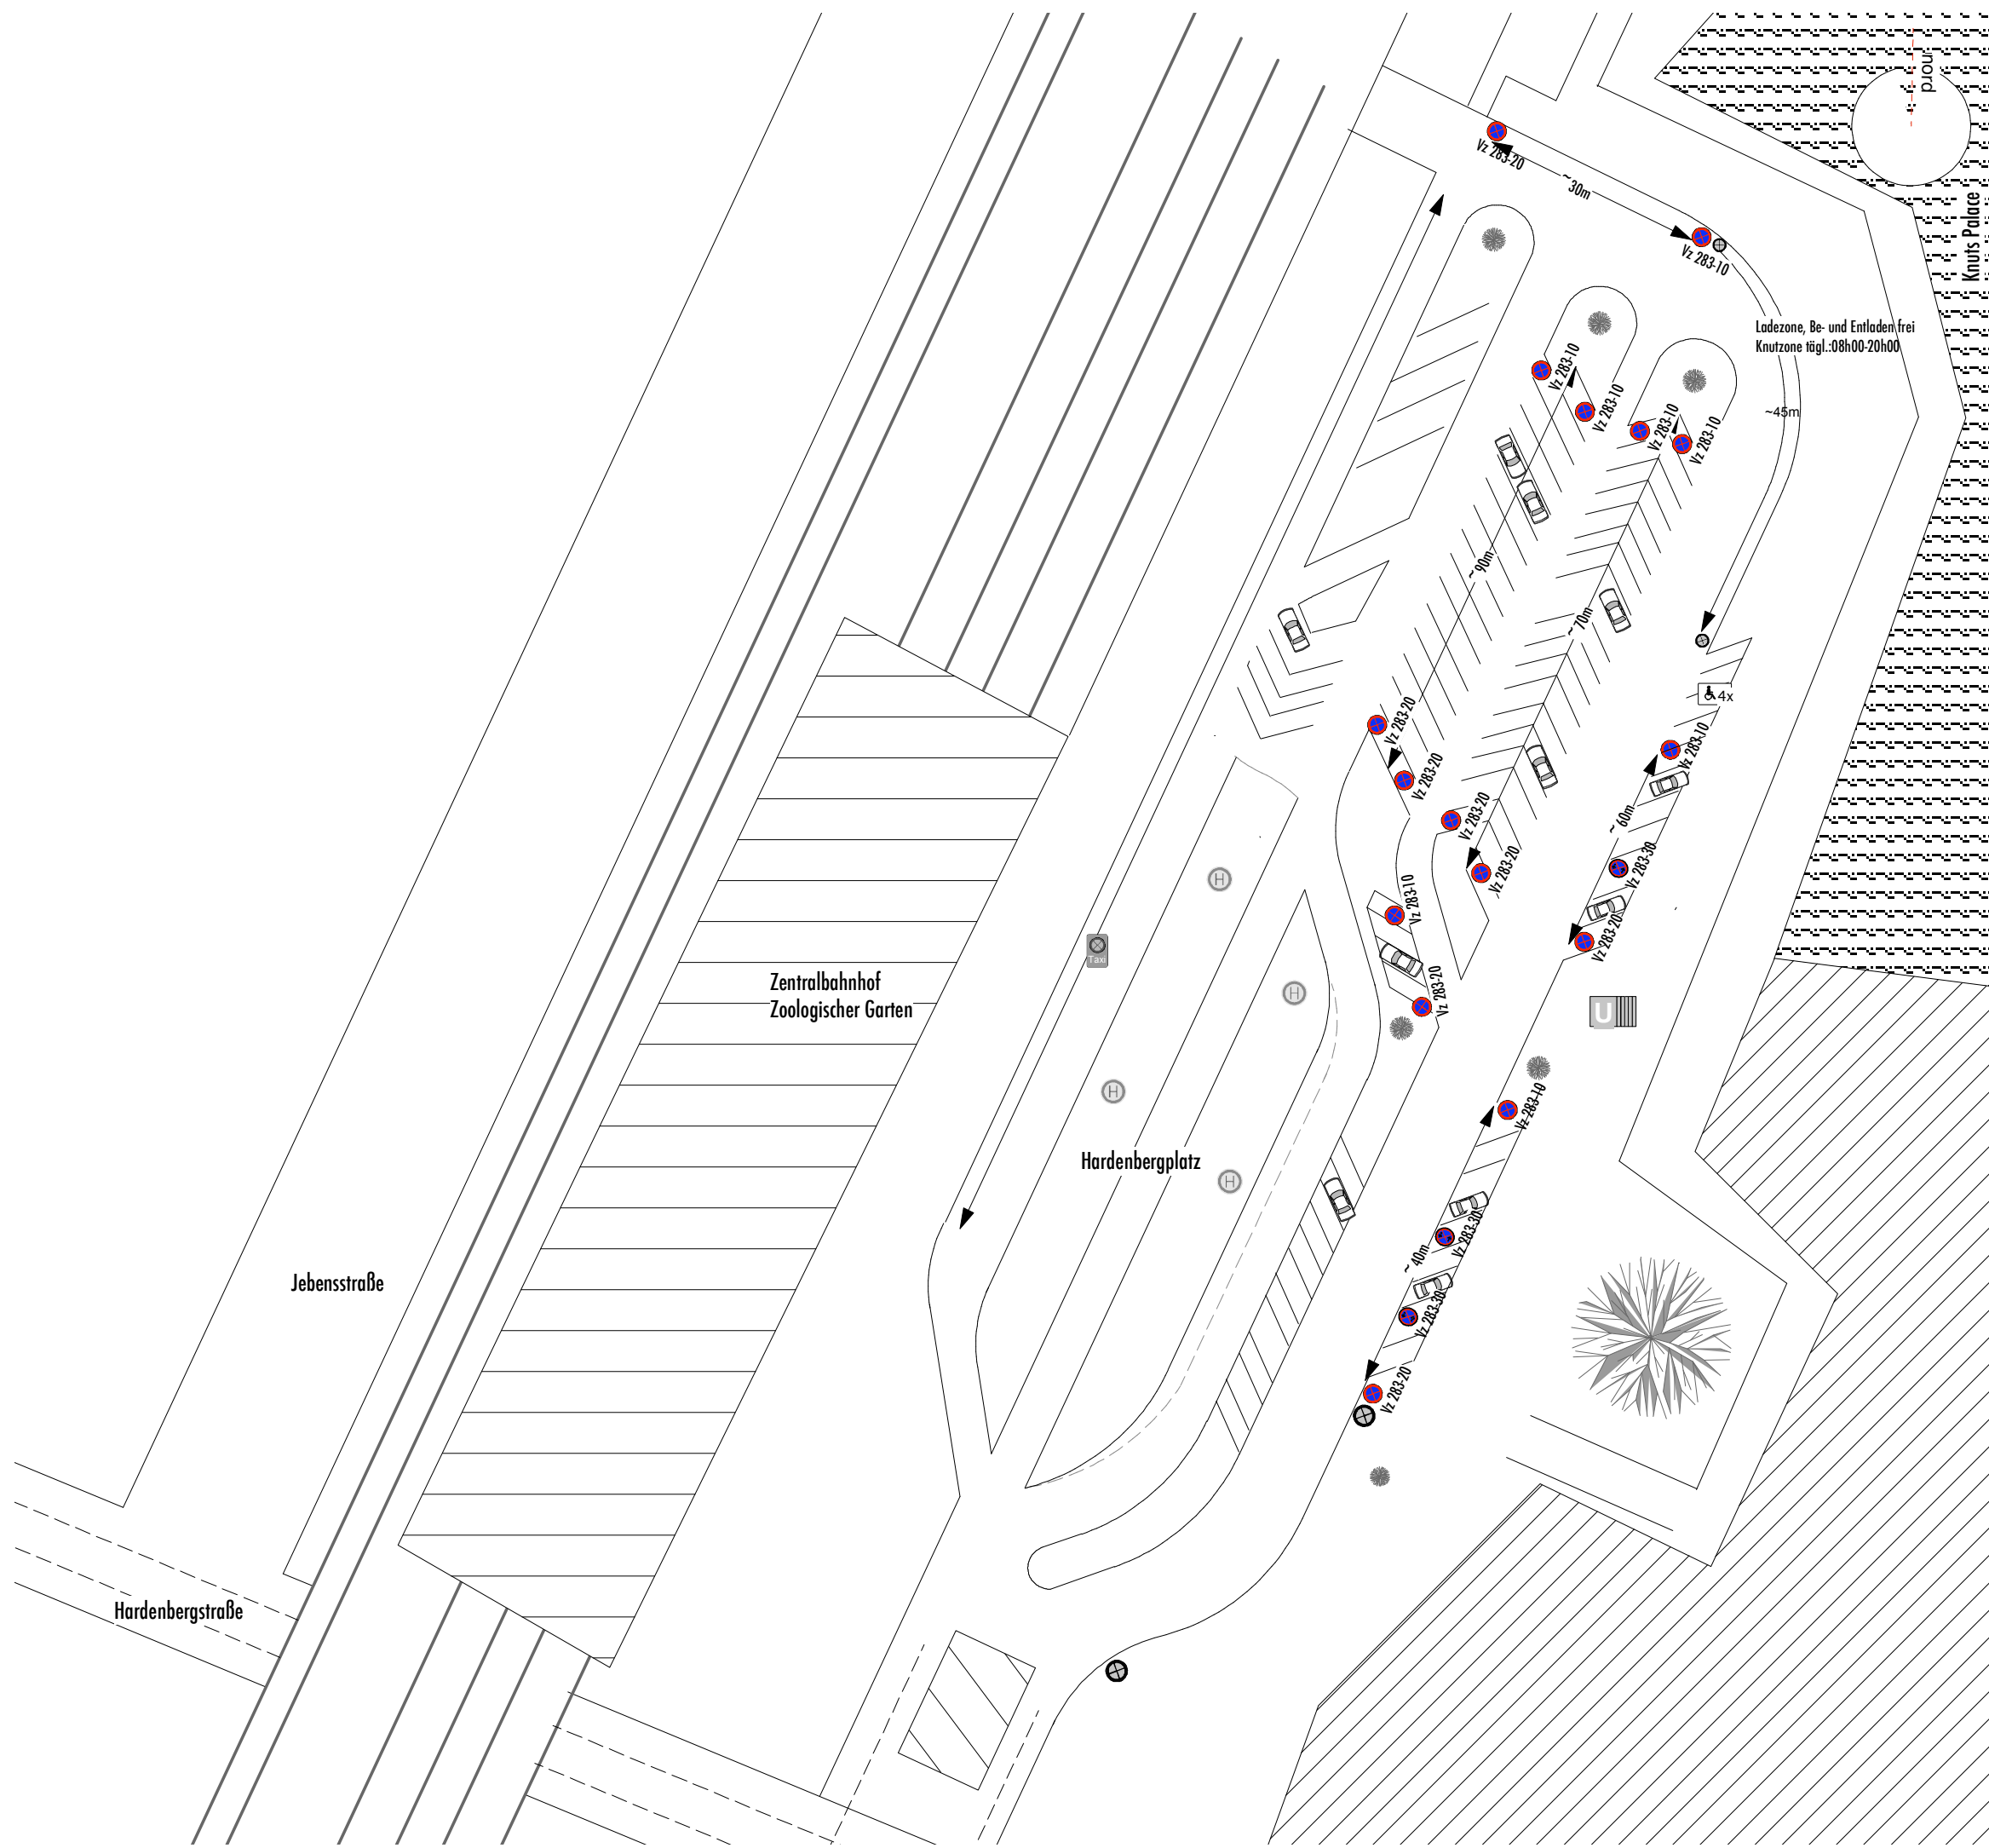 nord
Knuts Palace
Vz 283-20
~ 30m
Vz 283-10
Ladezone, Be- und Entladen frei
Knutzone tägl.:08h00-20h00
~45m
Vz 283-10
Vz 283-10
Vz 283-10
Vz 283-10
~ 90m
~ 70m
4x
Vz 283-20
Vz 283-20
Vz 283-10
~ 60m
Vz 283-20
Vz 283-20
Vz 283-30
Vz 283-10
Vz 283-20
H
Taxi
Zentralbahnhof
Zoologischer Garten
H
Vz 283-20
U
H
Vz 283-10
Hardenbergplatz
H
Vz 283-30
~ 40m
Jebensstraße
Vz 283-30
Vz 283-20
Hardenbergstraße